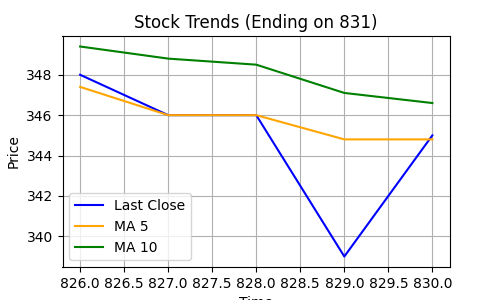 Stock Trends (Ending on 831)
Price
348
346
344
342
340
Last Close
MA 5
MA 10
826.0 826.5 827.0 827.5 828.0 828.5 829.0 829.5 830.0
Time